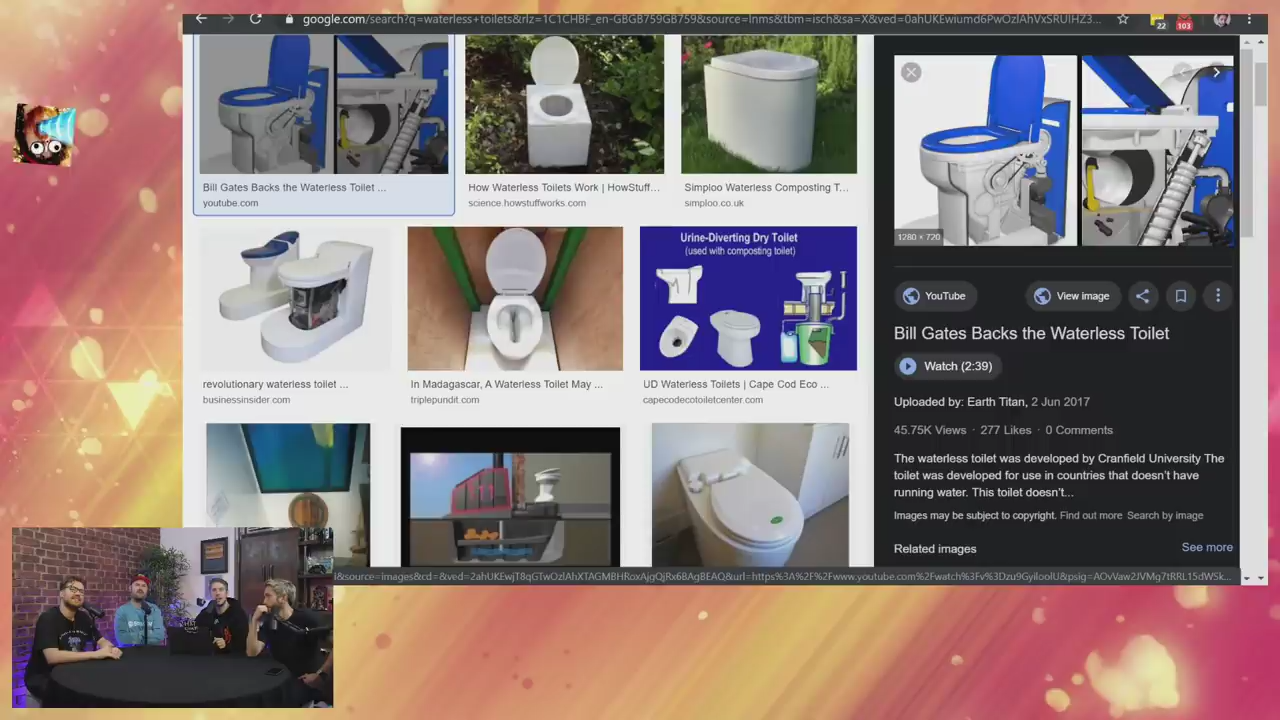 google.com/search?q=waterless+toilets&rlz=1C1CHBF_en-GBGB759GB759&source=lnms&tbm=isch&sa=X&ved=0ahUKEwiumd6PwOzlAhVxSRUIHZ3...
22
103
Bill Gates Backs the Waterless Toilet ...
youtube.com
How Waterless Toilets Work | HowStuff...
science.howstuffworks.com
Simploo Waterless Composting T...
simploo.co.uk
Urine-Diverting Dry Toilet
(used with composting toilet)
revolutionary waterless toilet ...
businessinsider.com
In Madagascar, A Waterless Toilet May ...
triplepundit.com
UD Waterless Toilets | Cape Cod Eco ...
capecodecotoiletcenter.com
1280 × 720
YouTube
View image
Bill Gates Backs the Waterless Toilet
Watch (2:39)
Uploaded by: Earth Titan, 2 Jun 2017
45.75K Views · 277 Likes · 0 Comments
The waterless toilet was developed by Cranfield University The
toilet was developed for use in countries that doesn't have
running water. This toilet doesn't...
Images may be subject to copyright. Find out more Search by image
Related images
See more